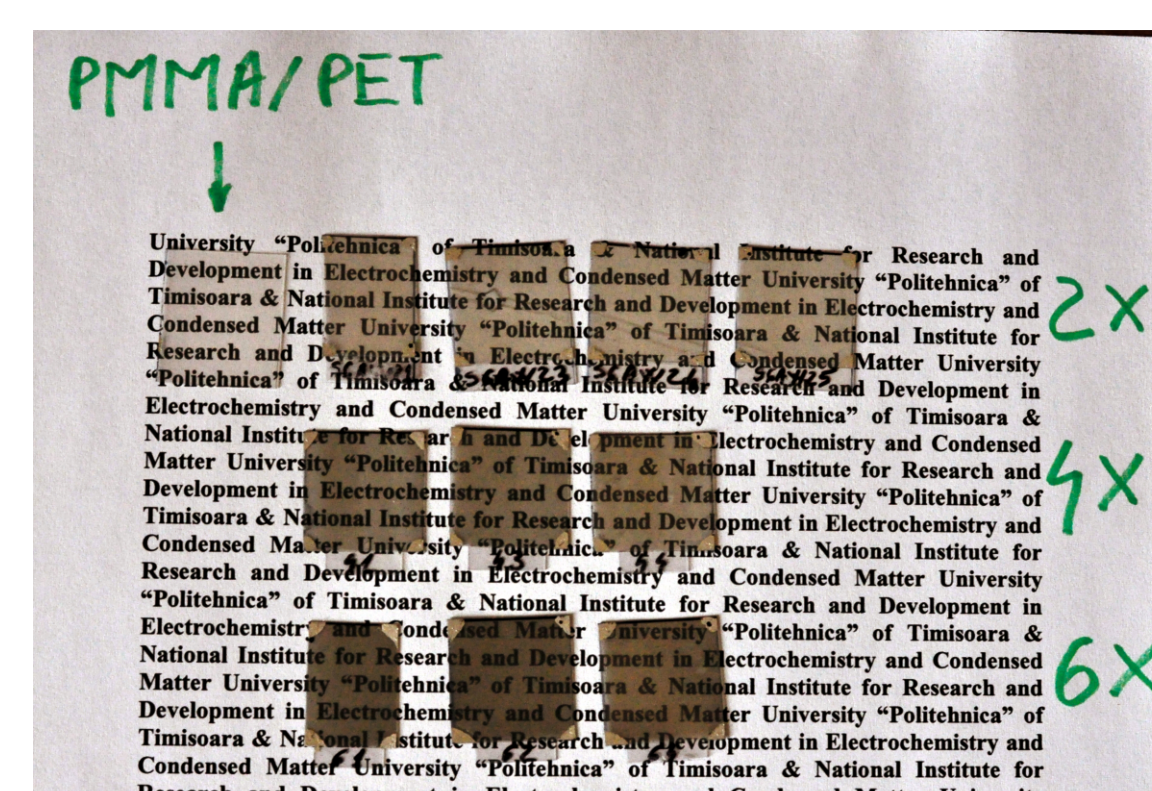 PMMA/PET
University “Politehnica” of Timisoara & National Institute for Research and
Development in Electrochemistry and Condensed Matter University “Politehnica” of
Timisoara & National Institute for Research and Development in Electrochemistry and
2X
Condensed Matter University “Politehnica” of Timisoara & National Institute for
Research and Development in Electrochemistry and Condensed Matter University
“Politehnica” of Timisoara & National Institute for Research and Development in
Electrochemistry and Condensed Matter University “Politehnica” of Timisoara &
National Institute for Research and Development in Electrochemistry and Condensed
Matter University “Politehnica” of Timisoara & National Institute for Research and
4X
Development in Electrochemistry and Condensed Matter University “Politehnica” of
Timisoara & National Institute for Research and Development in Electrochemistry and
Condensed Matter University “Politehnica” of Timisoara & National Institute for
Research and Development in Electrochemistry and Condensed Matter University
“Politehnica” of Timisoara & National Institute for Research and Development in
Electrochemistry and Condensed Matter University “Politehnica” of Timisoara &
National Institute for Research and Development in Electrochemistry and Condensed
6X
Matter University “Politehnica” of Timisoara & National Institute for Research and
Development in Electrochemistry and Condensed Matter University “Politehnica” of
Timisoara & National Institute for Research and Development in Electrochemistry and
Condensed Matter University “Politehnica” of Timisoara & National Institute for